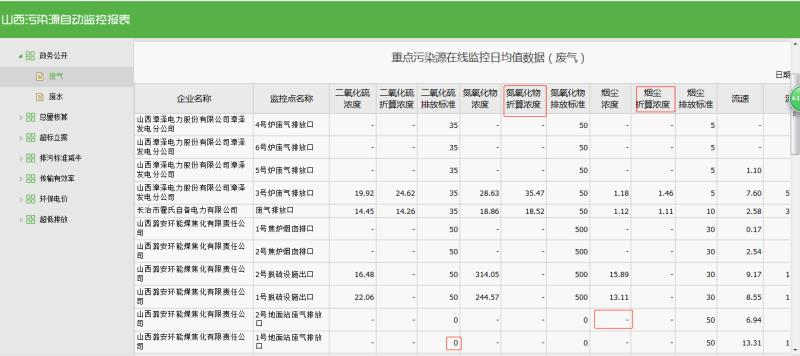 山西污染源自动监控报表
政务公开
废气
废水
总量核算
超标立案
排污标准减半
传输有效率
环保电价
超低排放
重点污染源在线监控日均值数据（废气）
日期
企业名称 监控点名称 二氧化硫浓度 二氧化硫折算浓度 二氧化硫排放标准 氮氧化物浓度 氮氧化物折算浓度 氮氧化物排放标准 烟尘浓度 烟尘折算浓度 烟尘排放标准 流速
山西漳泽电力股份有限公司漳泽发电分公司 4号炉废气排放口 - - 35 - - 50 - - 5 -
山西漳泽电力股份有限公司漳泽发电分公司 6号炉废气排放口 - - 35 - - 50 - - 5 -
山西漳泽电力股份有限公司漳泽发电分公司 5号炉废气排放口 - - 35 - - 50 - - 5 1.10
山西漳泽电力股份有限公司漳泽发电分公司 3号炉废气排放口 19.92 24.62 35 28.63 35.47 50 1.18 1.46 5 7.60 5
长治市霍氏自备电力有限公司 废气排放口 14.45 14.26 35 18.86 18.52 50 1.12 1.11 10 2.58 3
山西潞安环能煤焦化有限责任公司 1号焦炉烟囱排口 - - 50 - - 500 - - 30 0.17
山西潞安环能煤焦化有限责任公司 2号焦炉烟囱排口 - - 50 - - 500 - - 30 2.54
山西潞安环能煤焦化有限责任公司 2号脱硫设施出口 16.48 - 50 314.05 - 500 15.89 - 30 9.17 1
山西潞安环能煤焦化有限责任公司 1号脱硫设施出口 22.06 - 50 244.57 - 500 13.11 - 30 8.55 1
山西潞安环能煤焦化有限责任公司 2号地面站废气排放口 - - 0 - - 0 - - 50 6.94
山西潞安环能煤焦化有限责任公司 1号地面站废气排放口 - - 0 - - 0 - - 50 13.31 1